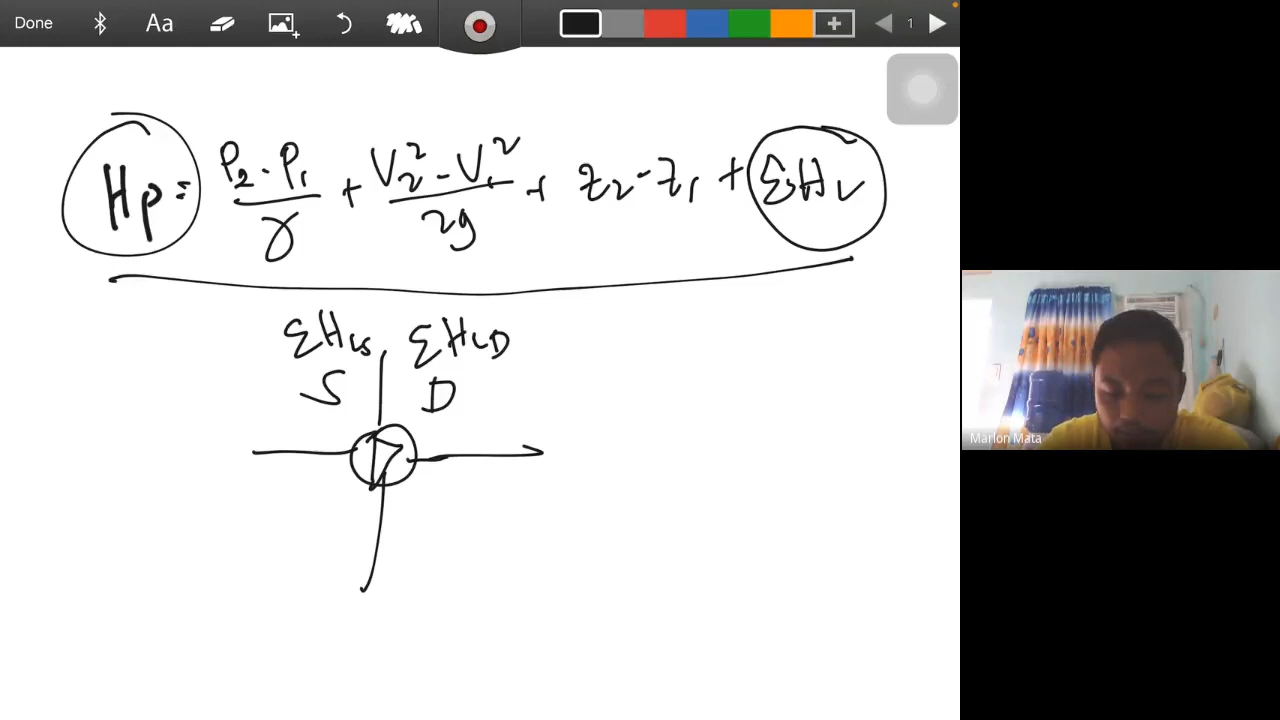 Done Aa 1
Hp = P₂ - P₁ / γ + V₂² - V₁² / 2g + z₂ - z₁ + ΣHL
ΣHLS ΣHLD
S D
Marlon Mata